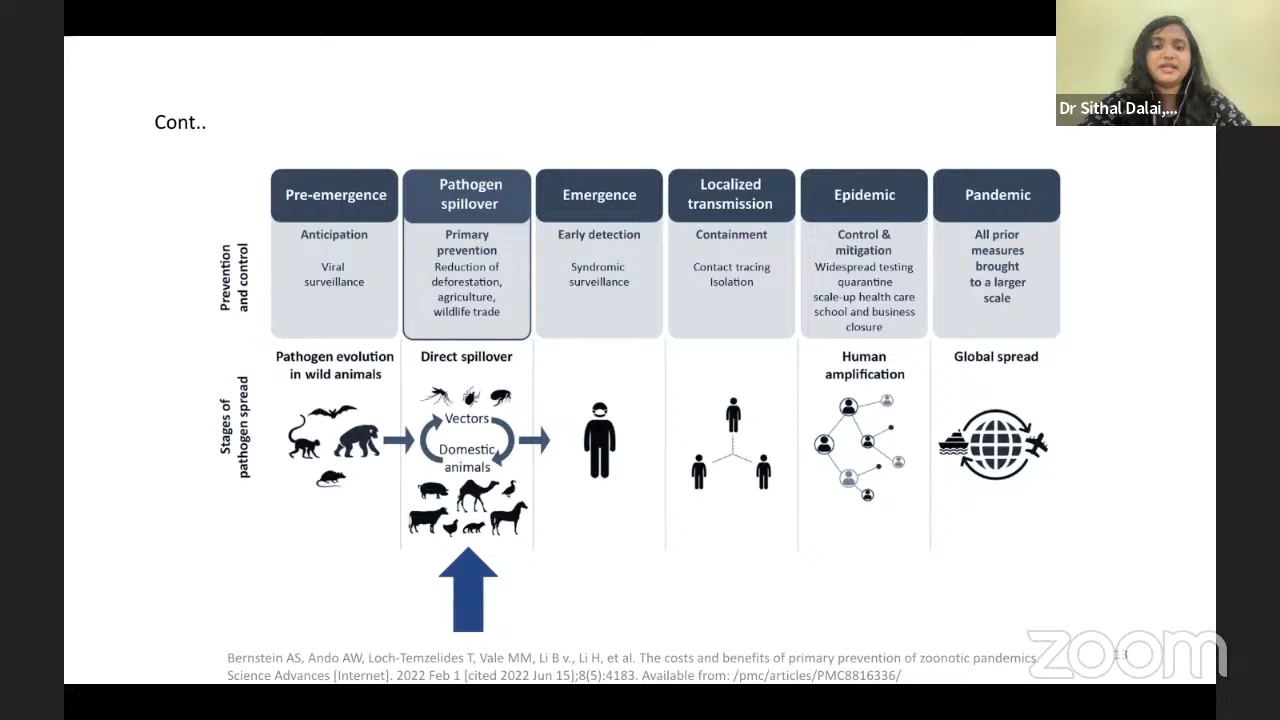 Dr Sithal Dalai,...
Cont..
Pre-emergence
Pathogen
spillover
Emergence
Localized
transmission
Epidemic
Pandemic
Prevention
and control
Anticipation
Viral
surveillance
Primary
prevention
Reduction of
deforestation,
agriculture,
wildlife trade
Early detection
Syndromic
surveillance
Containment
Contact tracing
Isolation
Control &
mitigation
Widespread testing
quarantine
scale-up health care
school and business
closure
All prior
measures
brought
to a larger
scale
Stages of
pathogen spread
Pathogen evolution
in wild animals
Direct spillover
Vectors
Domestic
animals
Human
amplification
Global spread
Bernstein AS, Ando AW, Loch-Temzelides T, Vale MM, Li B v., Li H, et al. The costs and benefits of primary prevention of zoonotic pandemics.
Science Advances [Internet]. 2022 Feb 1 [cited 2022 Jun 15];8(5):4183. Available from: /pmc/articles/PMC8816336/
13
zoom